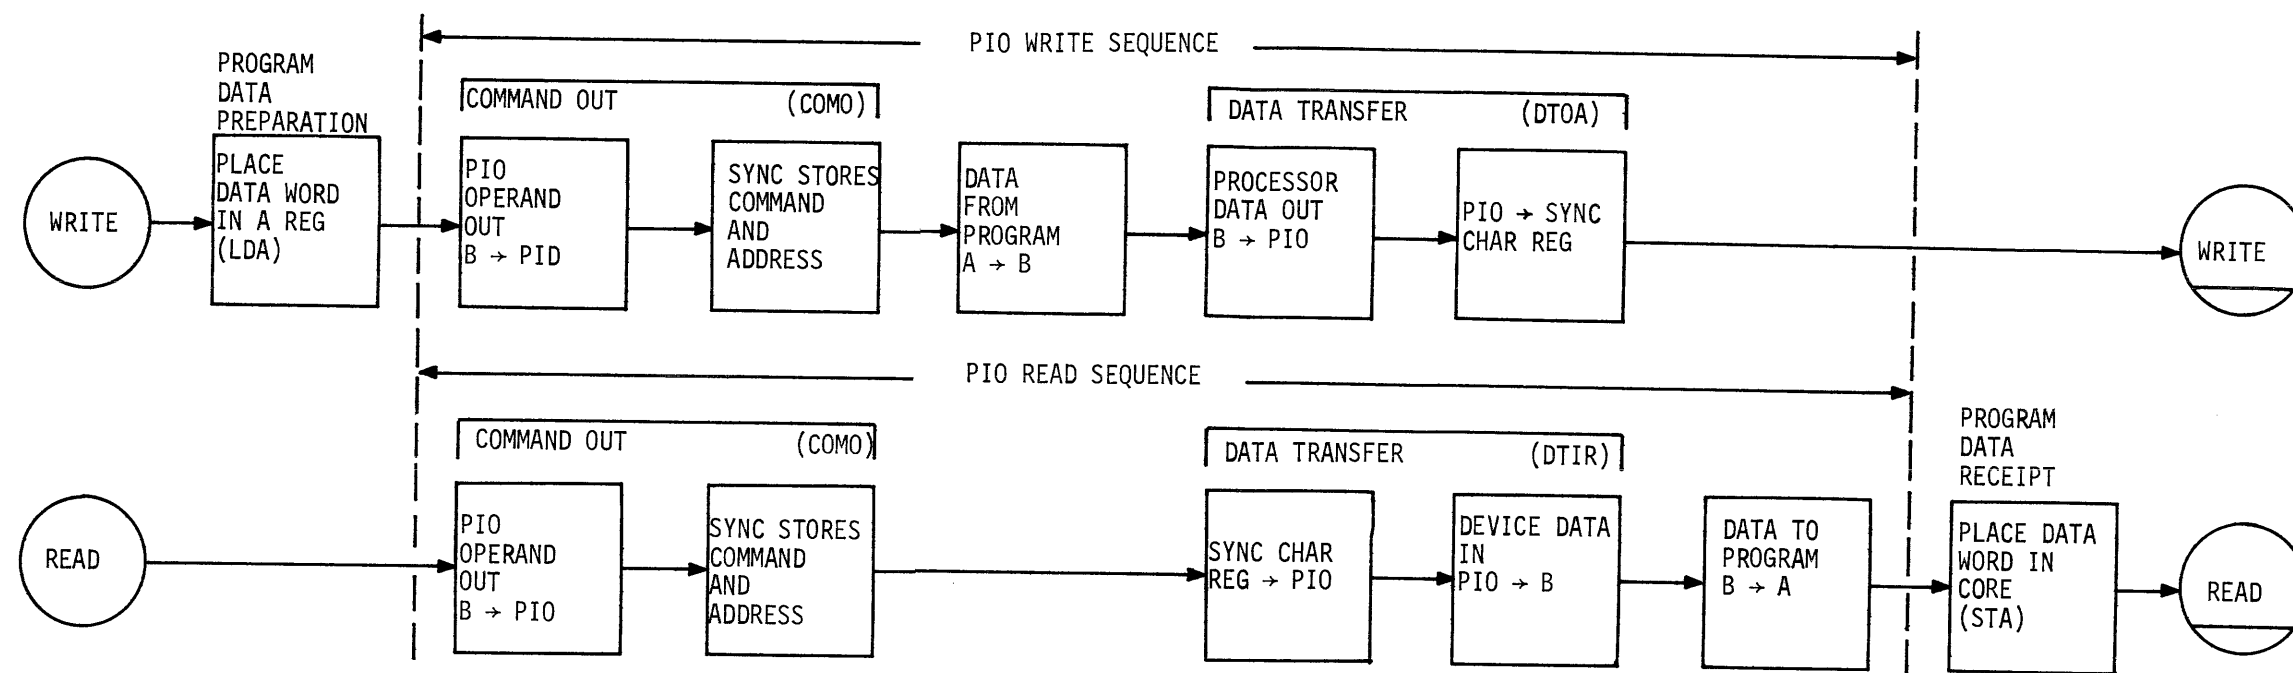 PIO WRITE SEQUENCE
PROGRAM
DATA
PREPARATION
COMMAND OUT (COMO)
DATA TRANSFER (DTOA)
WRITE
PLACE
DATA WORD
IN A REG
(LDA)
PIO
OPERAND
OUT
B → PID
SYNC STORES
COMMAND
AND
ADDRESS
DATA
FROM
PROGRAM
A → B
PROCESSOR
DATA OUT
B → PIO
PIO → SYNC
CHAR REG
WRITE
PIO READ SEQUENCE
COMMAND OUT (COMO)
DATA TRANSFER (DTIR)
PROGRAM
DATA
RECEIPT
READ
PIO
OPERAND
OUT
B → PIO
SYNC STORES
COMMAND
AND
ADDRESS
SYNC CHAR
REG → PIO
DEVICE DATA
IN
PIO → B
DATA TO
PROGRAM
B → A
PLACE DATA
WORD IN
CORE
(STA)
READ